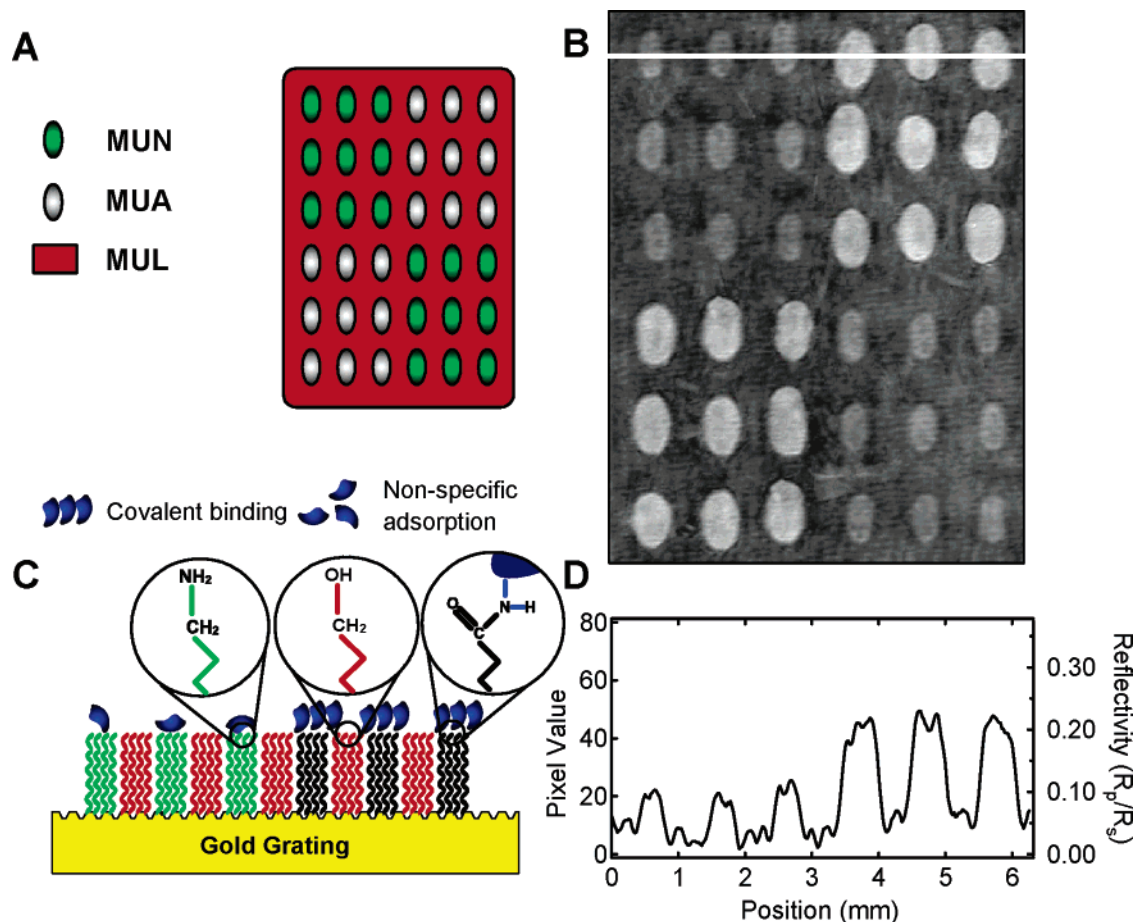 A
MUN
MUA
MUL
B
Covalent binding
Non-specific
adsorption
C
NH₂
CH₂
OH
CH₂
O
C
N
H
Gold Grating
D
80
60
40
20
0
Pixel Value
0 1 2 3 4 5 6
Position (mm)
0.30
0.20
0.10
0.00
Reflectivity (Rₚ/Rₛ)